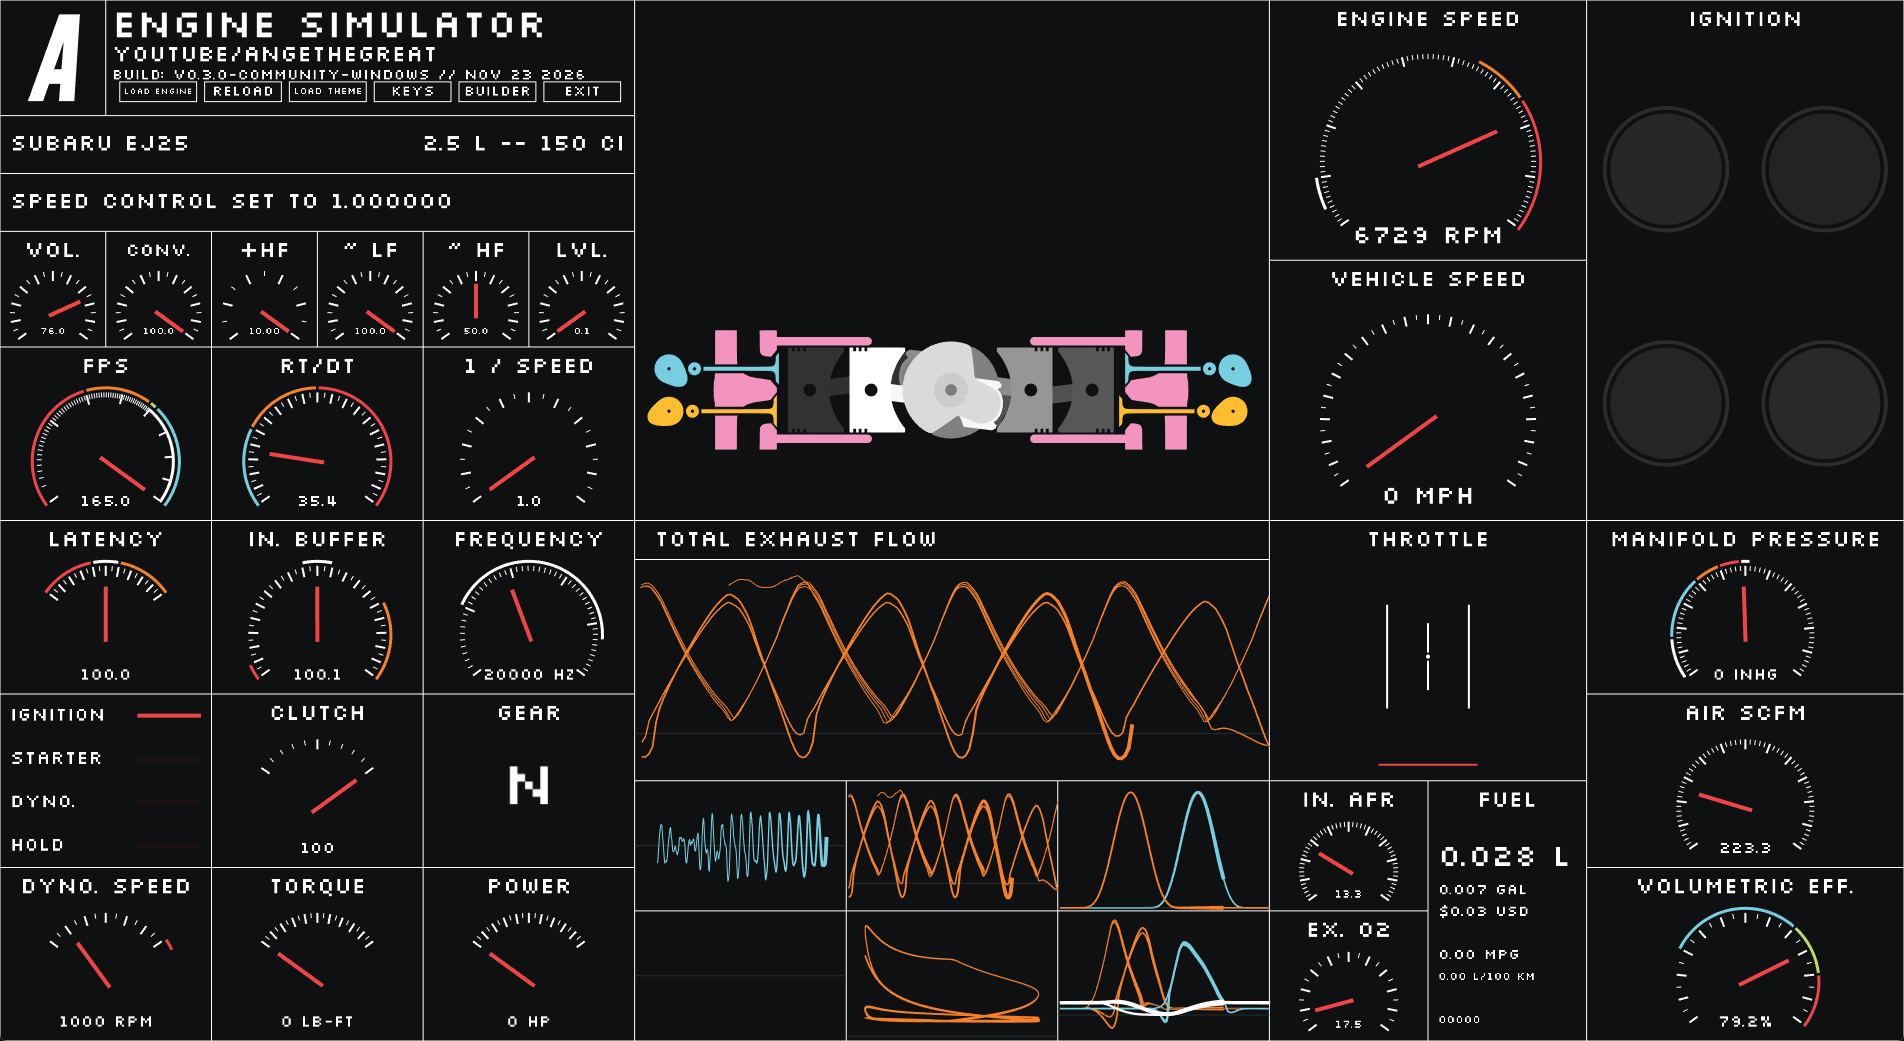 A
ENGINE SIMULATOR
YOUTUBE/ANGETHEGREAT
BUILD: V0.3.0-COMMUNITY-WINDOWS // NOV 23 2026
LOAD ENGINE RELOAD LOAD THEME KEYS BUILDER EXIT
SUBARU EJ25 2.5 L -- 150 CI
SPEED CONTROL SET TO 1.000000
VOL. CONV. +HF ~ LF ~ HF LVL.
76.0 100.0 10.00 100.0 50.0 0.1
FPS RT/DT 1 / SPEED
165.0 35.4 1.0
LATENCY IN. BUFFER FREQUENCY
100.0 100.1 20000 HZ
IGNITION
STARTER
DYNO.
HOLD
CLUTCH
100
GEAR
N
DYNO. SPEED TORQUE POWER
1000 RPM 0 LB-FT 0 HP
TOTAL EXHAUST FLOW
ENGINE SPEED
6729 RPM
VEHICLE SPEED
0 MPH
THROTTLE
IN. AFR
13.3
EX. O2
17.5
FUEL
0.028 L
0.007 GAL
$0.03 USD
0.00 MPG
0.00 L/100 KM
00000
IGNITION
MANIFOLD PRESSURE
0 INHG
AIR SCFM
223.3
VOLUMETRIC EFF.
79.2%